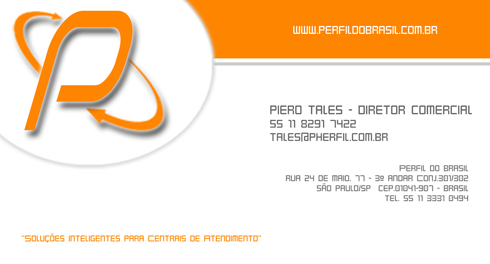 www.perfildobrasil.com.br
Piero Tales - Diretor Comercial
55 11 8291 7422
tales@pherfil.com.br
Perfil do Brasil
Rua 24 de Maio, 77 - 3º andar Conj.301/302
São Paulo/SP CEP.01041-907 - Brasil
Tel. 55 11 3331 0494
"Soluções Inteligentes para Centrais de Atendimento"